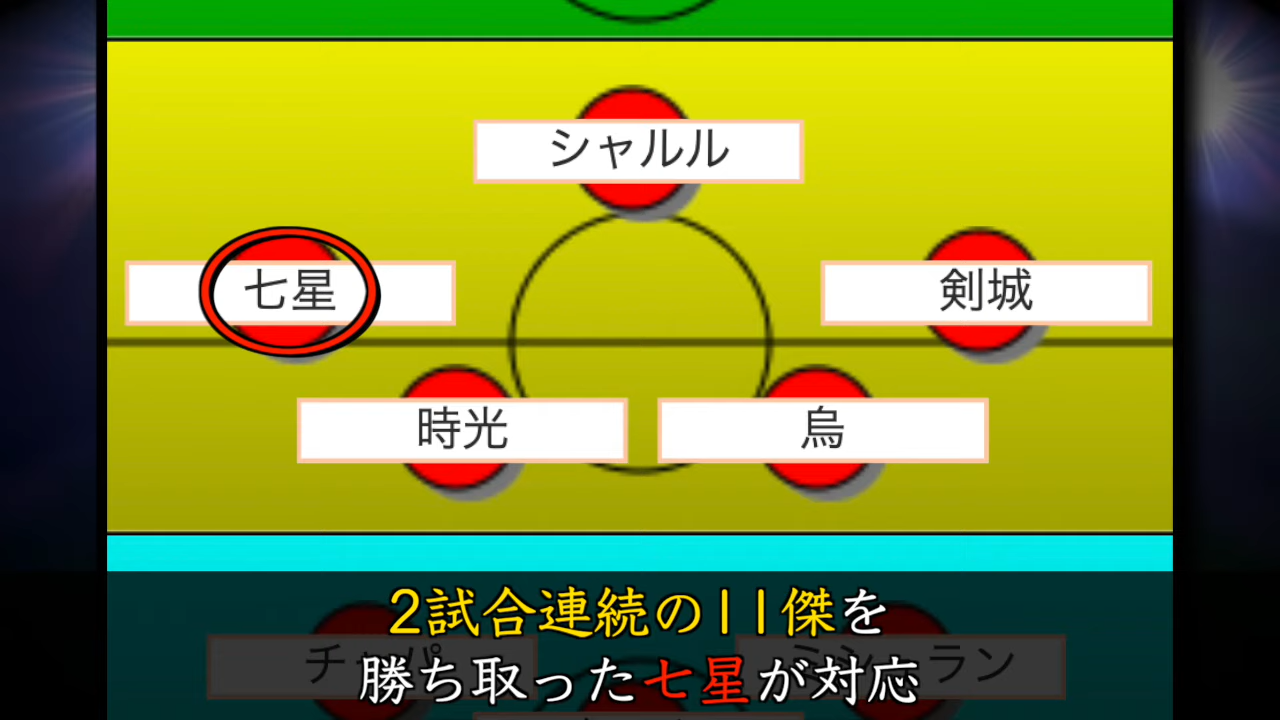 シャルル
七星
剣城
時光
烏
2試合連続の11傑を
勝ち取った七星が対応